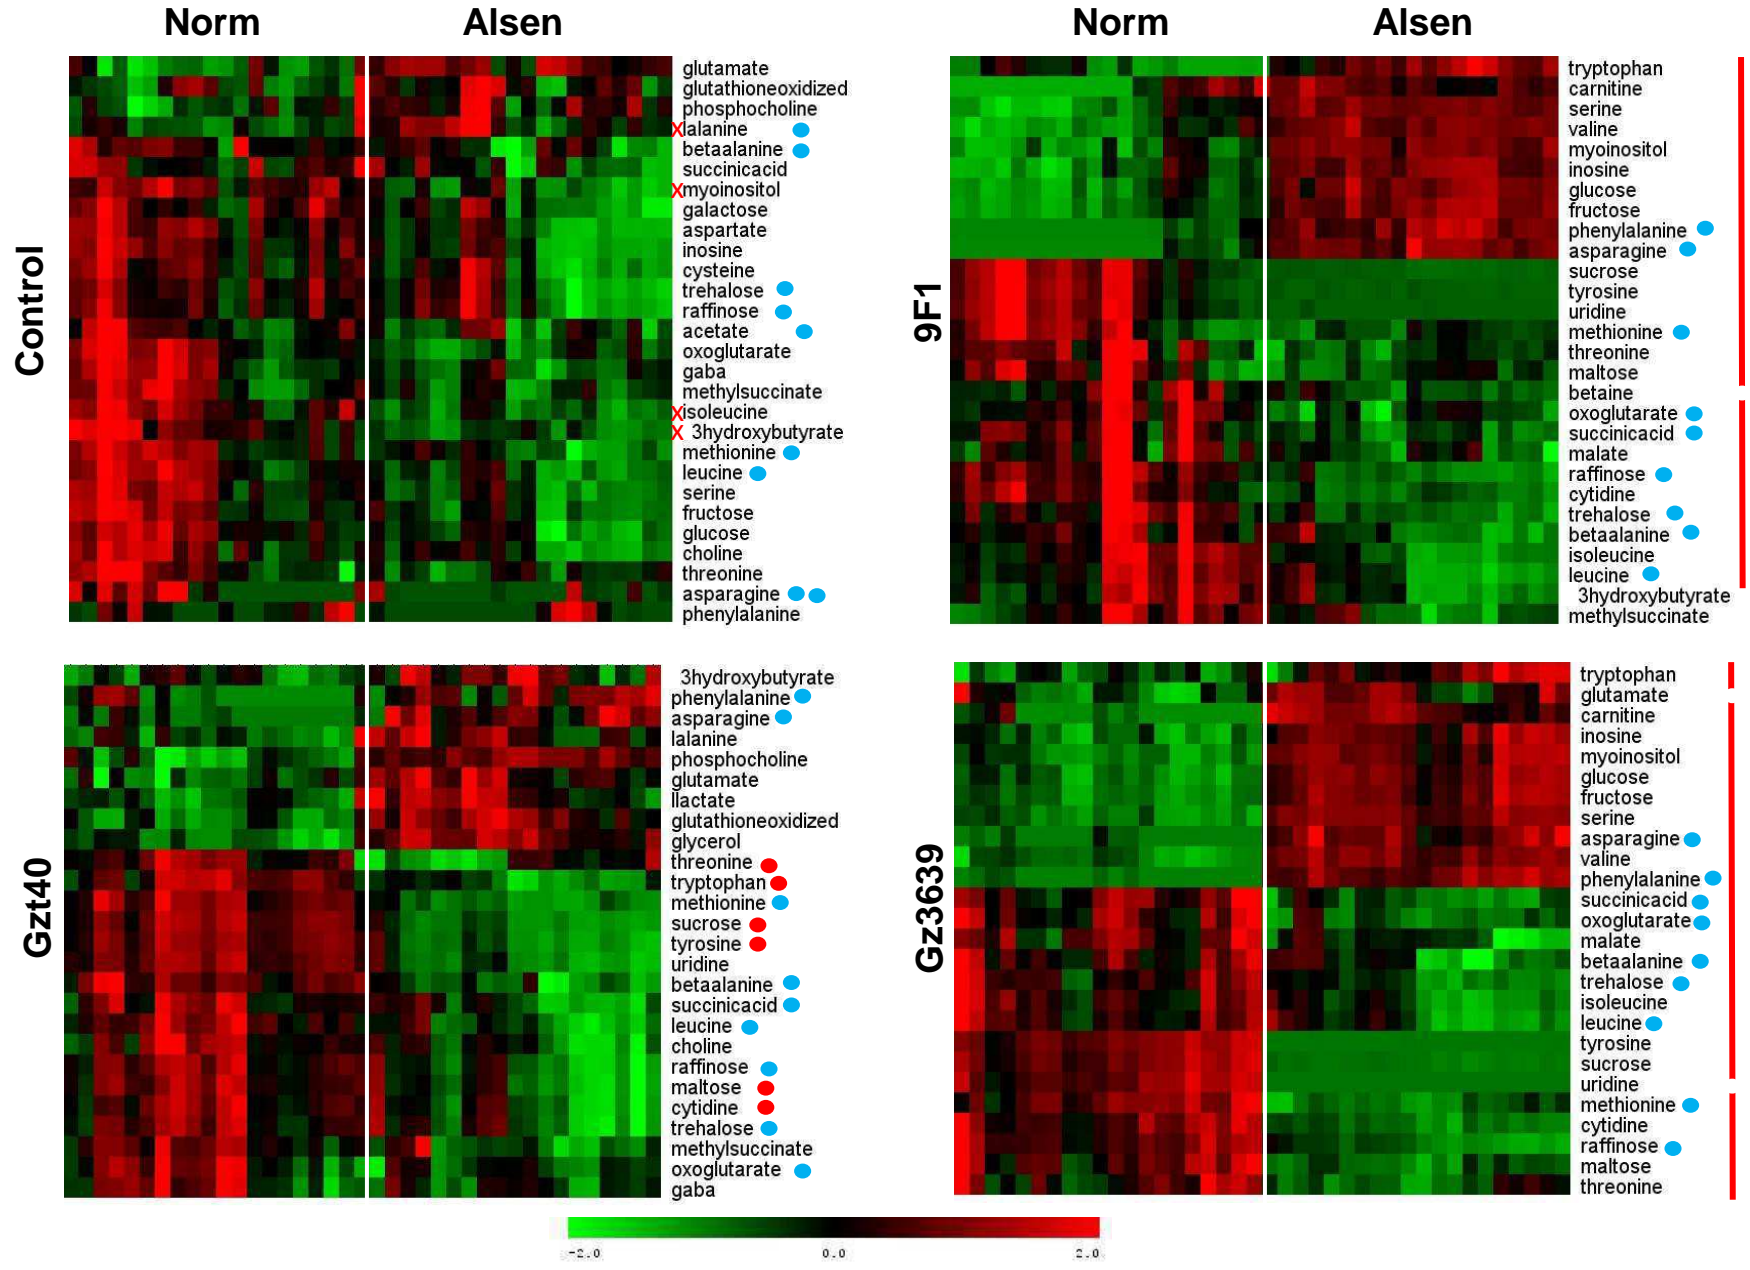 Norm
Alsen
Norm
Alsen
Control
glutamate
glutathioneoxidized
phosphocholine
X lalanine
betaalanine
succinicacid
X myoinositol
galactose
aspartate
inosine
cysteine
trehalose
raffinose
acetate
oxoglutarate
gaba
methylsuccinate
X isoleucine
X 3hydroxybutyrate
methionine
leucine
serine
fructose
glucose
choline
threonine
asparagine
phenylalanine
9F1
tryptophan
carnitine
serine
valine
myoinositol
inosine
glucose
fructose
phenylalanine
asparagine
sucrose
tyrosine
uridine
methionine
threonine
maltose
betaine
oxoglutarate
succinicacid
malate
raffinose
cytidine
trehalose
betaalanine
isoleucine
leucine
3hydroxybutyrate
methylsuccinate
Gzt40
3hydroxybutyrate
phenylalanine
asparagine
lalanine
phosphocholine
glutamate
llactate
glutathioneoxidized
glycerol
threonine
tryptophan
methionine
sucrose
tyrosine
uridine
betaalanine
succinicacid
leucine
choline
raffinose
maltose
cytidine
trehalose
methylsuccinate
oxoglutarate
gaba
Gz3639
tryptophan
glutamate
carnitine
inosine
myoinositol
glucose
fructose
serine
asparagine
valine
phenylalanine
succinicacid
oxoglutarate
malate
betaalanine
trehalose
isoleucine
leucine
tyrosine
sucrose
uridine
methionine
cytidine
raffinose
maltose
threonine
-2.0
0.0
2.0